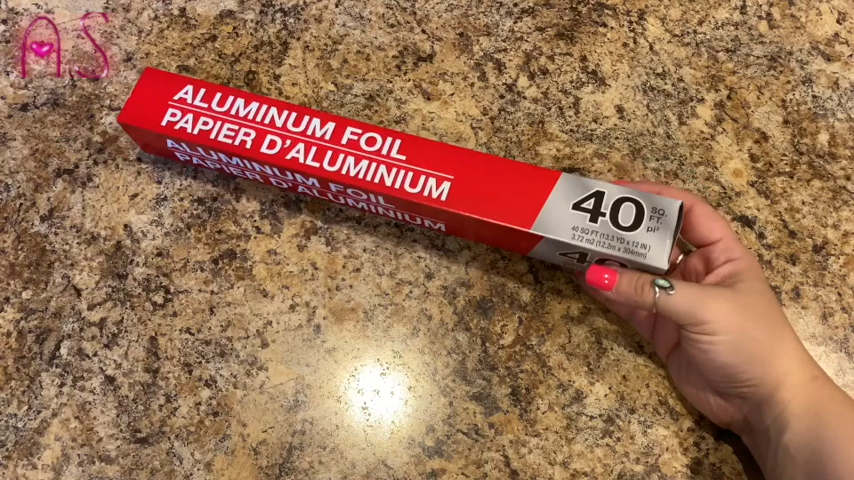 AS
ALUMINUM FOIL
PAPIER D'ALUMINIUM
ALUMINUM FOIL
PAPIER D'ALUMINIUM
40 SQ. FT. pi²
40 SQ FT (13.3 YD x 12 IN)
3.72 m2 (12.2m x 304mm)
40